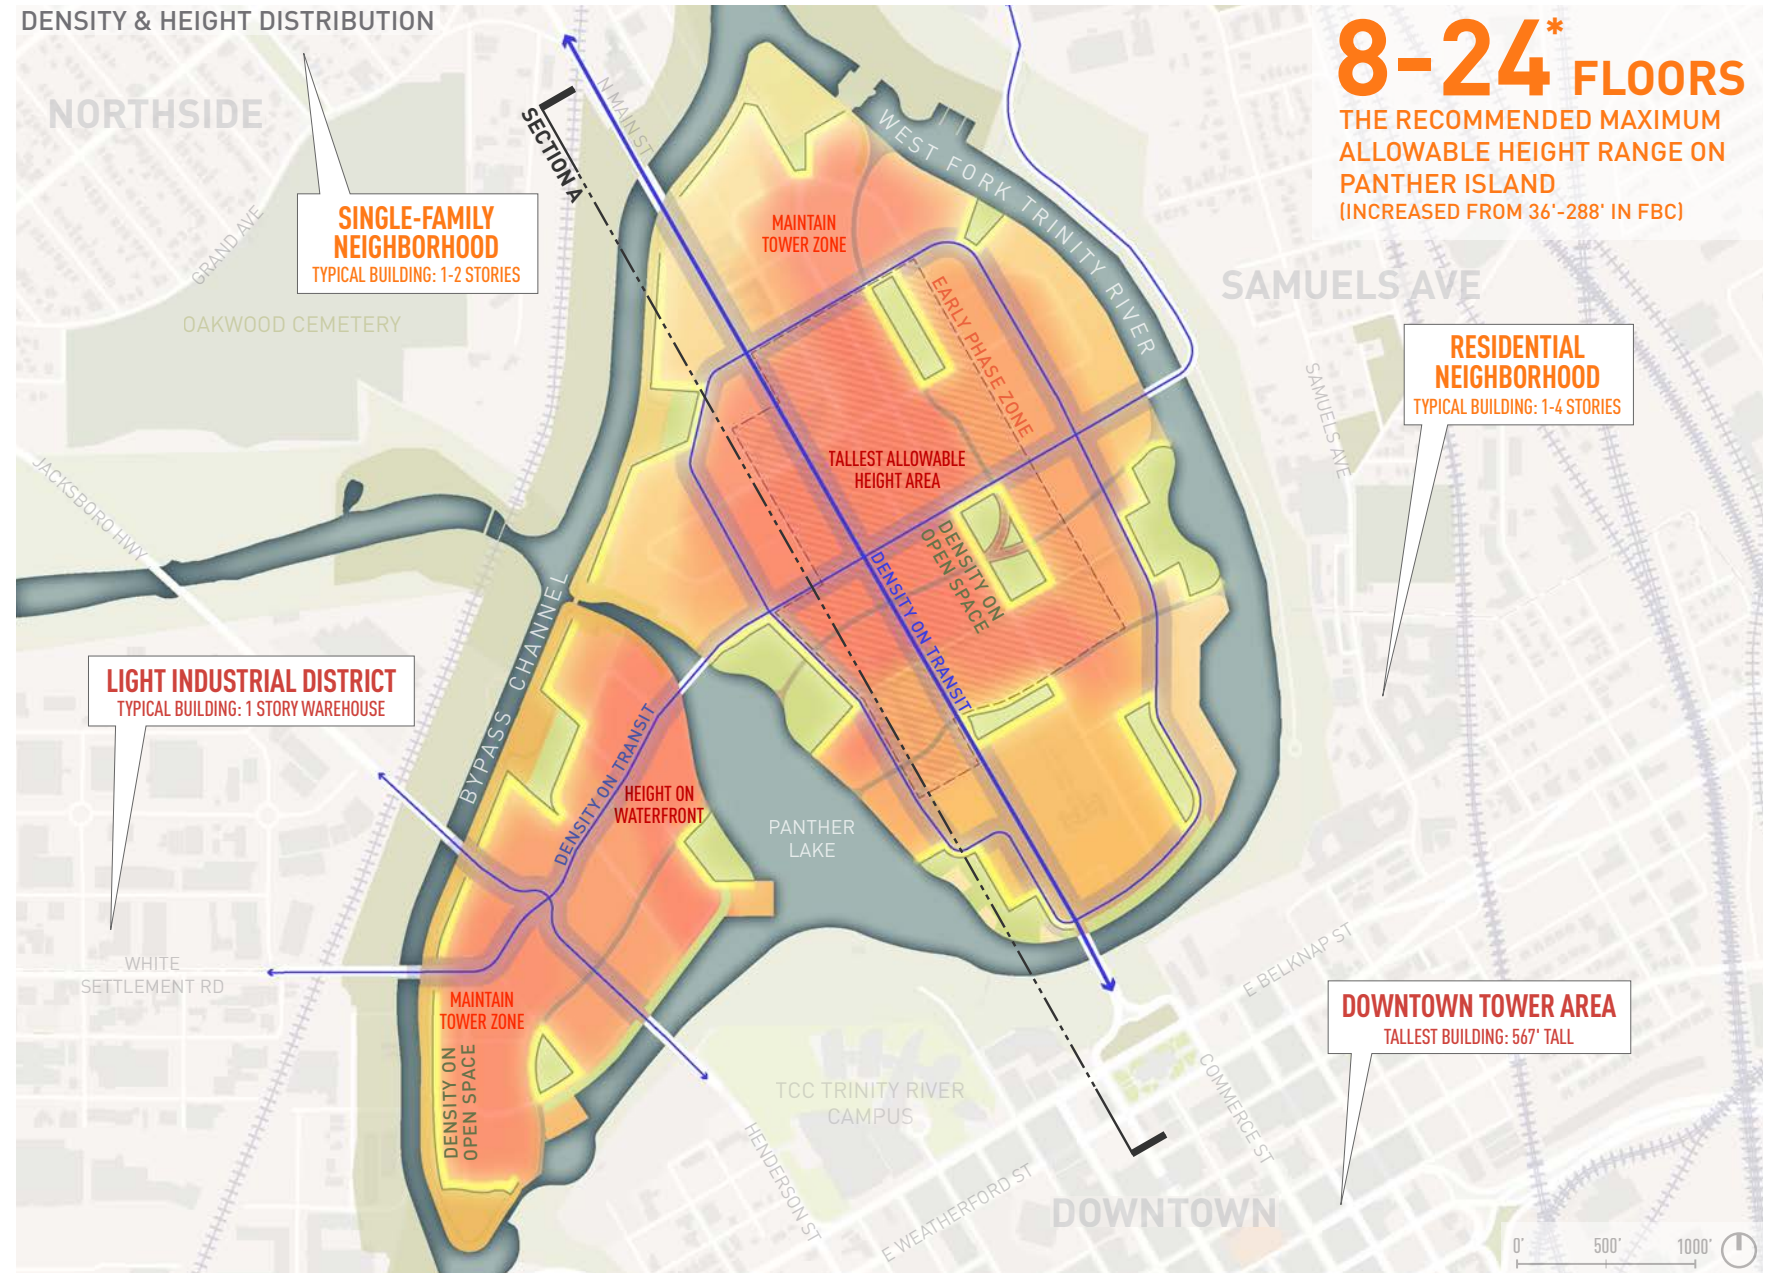 DENSITY & HEIGHT DISTRIBUTION
8-24* FLOORS
THE RECOMMENDED MAXIMUM
ALLOWABLE HEIGHT RANGE ON
PANTHER ISLAND
(INCREASED FROM 36'-288' IN FBC)
NORTHSIDE
N MAIN ST
SECTION A
WEST FORK TRINITY RIVER
SINGLE-FAMILY
NEIGHBORHOOD
TYPICAL BUILDING: 1-2 STORIES
GRAND AVE
OAKWOOD CEMETERY
MAINTAIN
TOWER ZONE
EARLY PHASE ZONE
SAMUELS AVE
SAMUELS AVE
RESIDENTIAL
NEIGHBORHOOD
TYPICAL BUILDING: 1-4 STORIES
JACKSBORO HWY
TALLEST ALLOWABLE
HEIGHT AREA
DENSITY ON
OPEN SPACE
DENSITY ON TRANSIT
BYPASS CHANNEL
LIGHT INDUSTRIAL DISTRICT
TYPICAL BUILDING: 1 STORY WAREHOUSE
DENSITY ON TRANSIT
HEIGHT ON
WATERFRONT
PANTHER
LAKE
WHITE
SETTLEMENT RD
MAINTAIN
TOWER ZONE
DENSITY ON
OPEN SPACE
E BELKNAP ST
DOWNTOWN TOWER AREA
TALLEST BUILDING: 567' TALL
TCC TRINITY RIVER
CAMPUS
COMMERCE ST
HENDERSON ST
E WEATHERFORD ST
DOWNTOWN
0' 500' 1000'